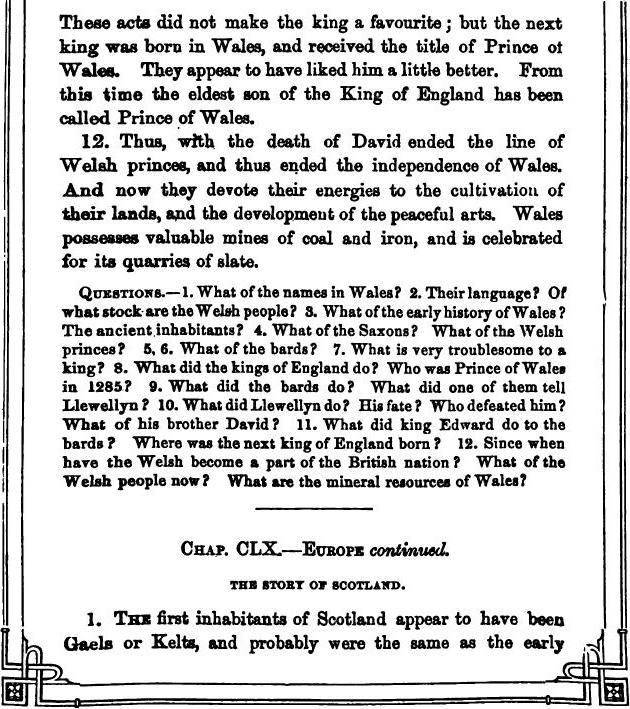 These acts did not make the king a favourite; but the next
king was born in Wales, and received the title of Prince of
Wales. They appear to have liked him a little better. From
this time the eldest son of the King of England has been
called Prince of Wales.
12. Thus, with the death of David ended the line of
Welsh princes, and thus ended the independence of Wales.
And now they devote their energies to the cultivation of
their lands, and the development of the peaceful arts. Wales
possesses valuable mines of coal and iron, and is celebrated
for its quarries of slate.
QUESTIONS.—1. What of the names in Wales? 2. Their language? Of
what stock are the Welsh people? 3. What of the early history of Wales?
The ancient inhabitants? 4. What of the Saxons? What of the Welsh
princes? 5, 6. What of the bards? 7. What is very troublesome to a
king? 8. What did the kings of England do? Who was Prince of Wales
in 1285? 9. What did the bards do? What did one of them tell
Llewellyn? 10. What did Llewellyn do? His fate? Who defeated him?
What of his brother David? 11. What did king Edward do to the
bards? Where was the next king of England born? 12. Since when
have the Welsh become a part of the British nation? What of the
Welsh people now? What are the mineral resources of Wales?
CHAP. CLX.—EUROPE continued.
THE STORY OF SCOTLAND.
1. THE first inhabitants of Scotland appear to have been
Gaels or Kelts, and probably were the same as the early